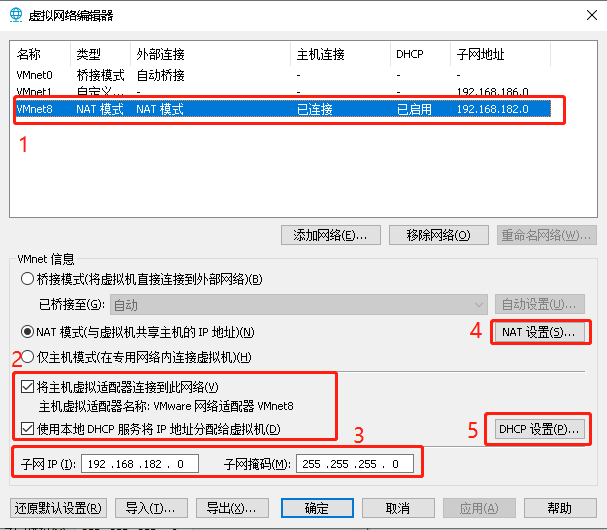 虚拟网络编辑器
名称 类型 外部连接 主机连接 DHCP 子网地址
VMnet0 桥接模式 自动桥接 - - -
VMnet1 自定义... - - - 192.168.186.0
VMnet8 NAT 模式 NAT 模式 已连接 已启用 192.168.182.0
1
添加网络(E)... 移除网络(O) 重命名网络(W)...
VMnet 信息
桥接模式(将虚拟机直接连接到外部网络)(B)
已桥接至(G): 自动 自动设置(U)...
NAT 模式(与虚拟机共享主机的 IP 地址)(N) 4 NAT 设置(S)...
2 仅主机模式(在专用网络内连接虚拟机)(H)
将主机虚拟适配器连接到此网络(V)
主机虚拟适配器名称: VMware 网络适配器 VMnet8
使用本地 DHCP 服务将 IP 地址分配给虚拟机(D) 3 5 DHCP 设置(P)...
子网 IP (I): 192 .168 .182 . 0 子网掩码(M): 255 .255 .255 . 0
还原默认设置(R) 导入(T)... 导出(X)... 确定 取消 应用(A) 帮助